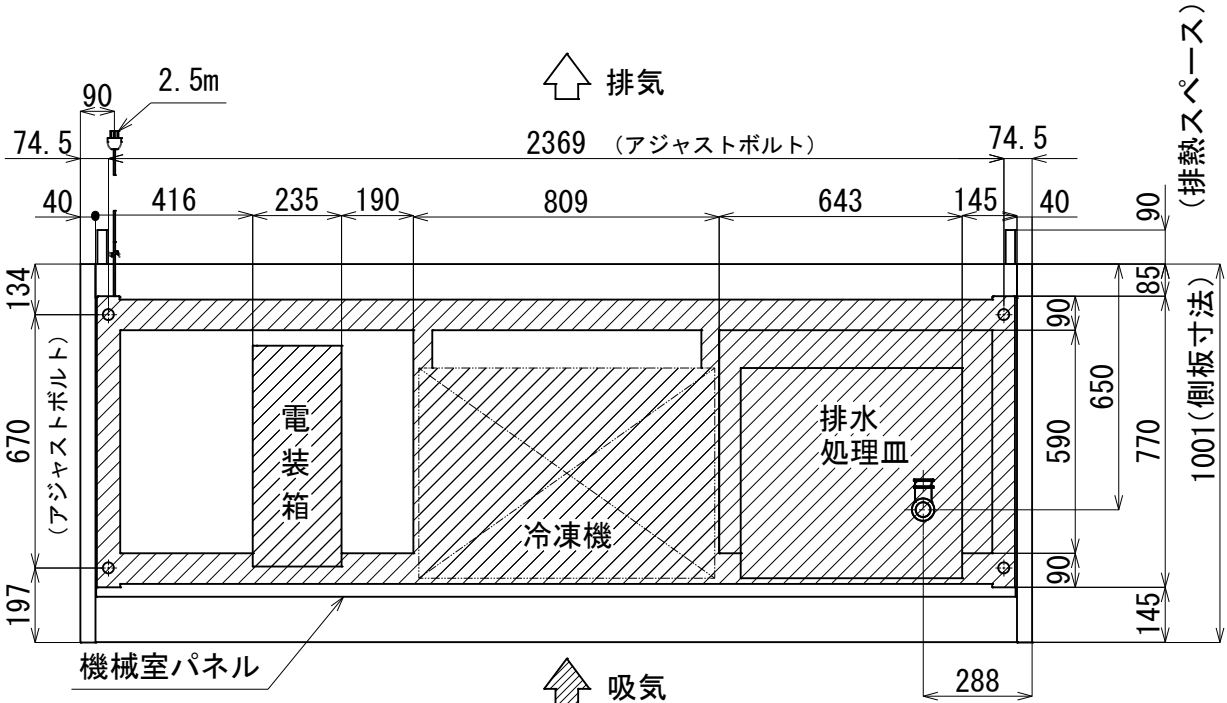 2.5m
90
排気
(排熱スペース)
74.5
2369 (アジャストボルト)
74.5
40
416
235
190
809
643
145
40
90
134
85
90
670
(アジャストボルト)
電装箱
冷凍機
排水
処理皿
590
650
770
1001(側板寸法)
197
90
145
機械室パネル
吸気
288